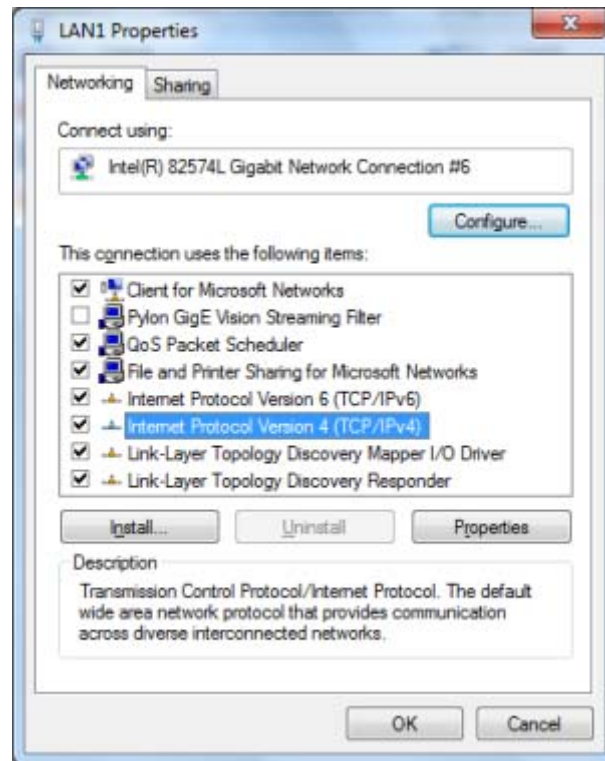 LAN1 Properties
Networking
Sharing
Connect using:
Intel(R) 82574L Gigabit Network Connection #6
Configure...
This connection uses the following items:
Client for Microsoft Networks
Pylon GigE Vision Streaming Filter
QoS Packet Scheduler
File and Printer Sharing for Microsoft Networks
Internet Protocol Version 6 (TCP/IPv6)
Internet Protocol Version 4 (TCP/IPv4)
Link-Layer Topology Discovery Mapper I/O Driver
Link-Layer Topology Discovery Responder
Install...
Uninstall
Properties
Description
Transmission Control Protocol/Internet Protocol. The default
wide area network protocol that provides communication
across diverse interconnected networks.
OK
Cancel